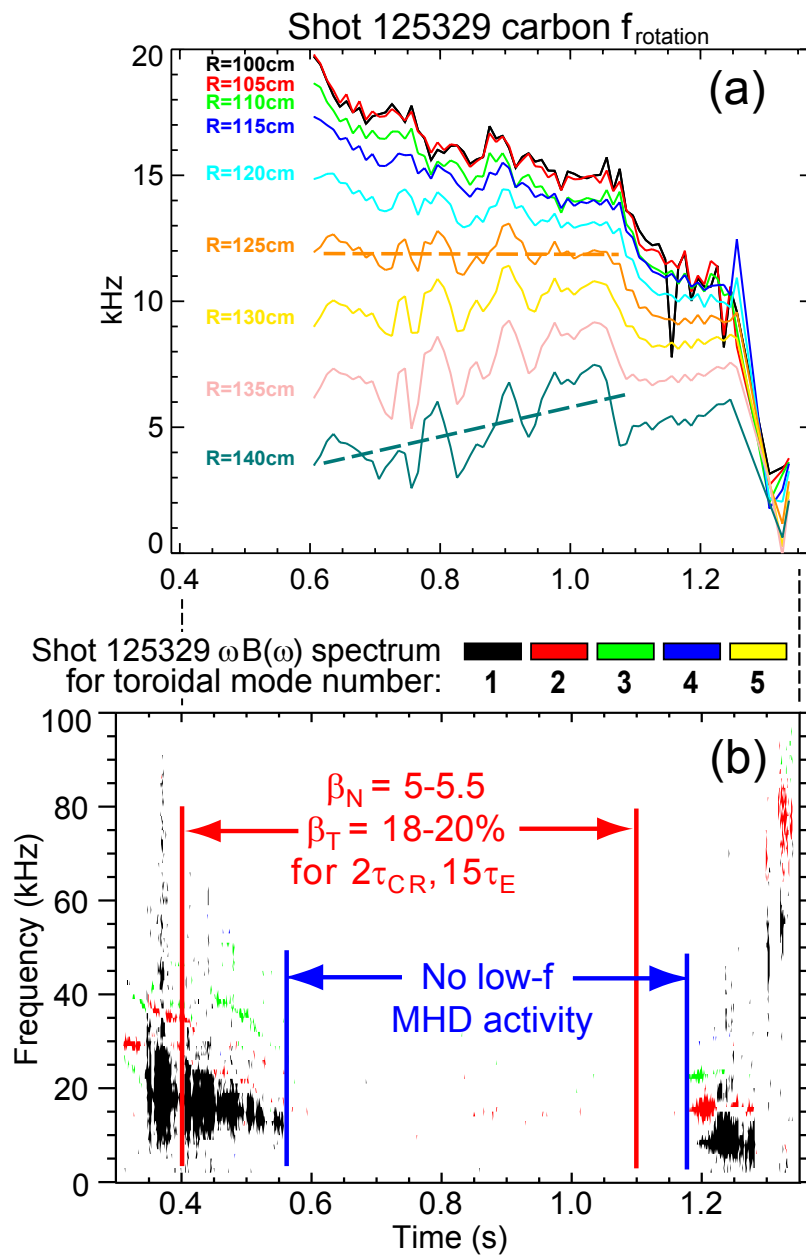 Shot 125329 carbon f_rotation
(a)
20
15
10
5
0
kHz
R=100cm
R=105cm
R=110cm
R=115cm
R=120cm
R=125cm
R=130cm
R=135cm
R=140cm
0.4 0.6 0.8 1.0 1.2
Shot 125329 ωB(ω) spectrum
for toroidal mode number:
1 2 3 4 5
(b)
100
80
60
40
20
0
Frequency (kHz)
β_N = 5-5.5
β_T = 18-20%
for 2τ_CR, 15τ_E
No low-f
MHD activity
0.4 0.6 0.8 1.0 1.2
Time (s)